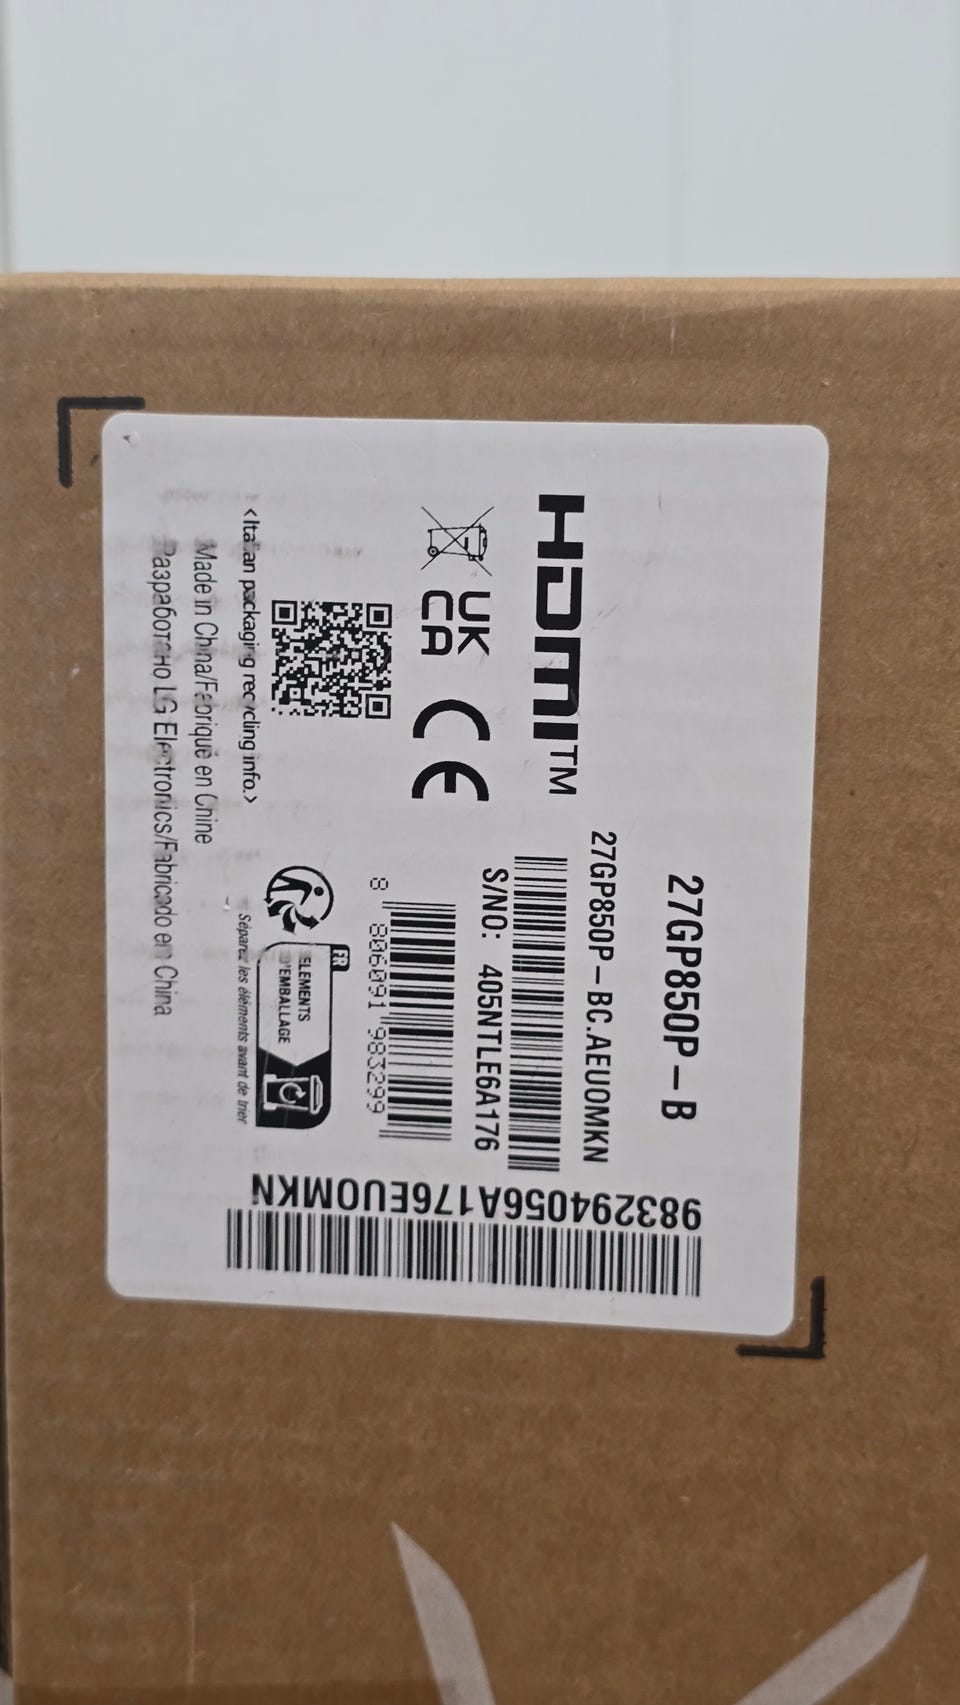 27GP850P-B
HDMI™
27GP850P-BC.AEUOMKN
S/NO: 405NTLE6A176
UK
CA
CE
8 806091 983299
FR
ÉLÉMENTS
D'EMBALLAGE
Séparez les éléments avant de trier
<Italian packaging recycling info.>
Made in China/Fabriqué en Chine
Разработано LG Electronics/Fabricado en China
983294056A176EUOMKN